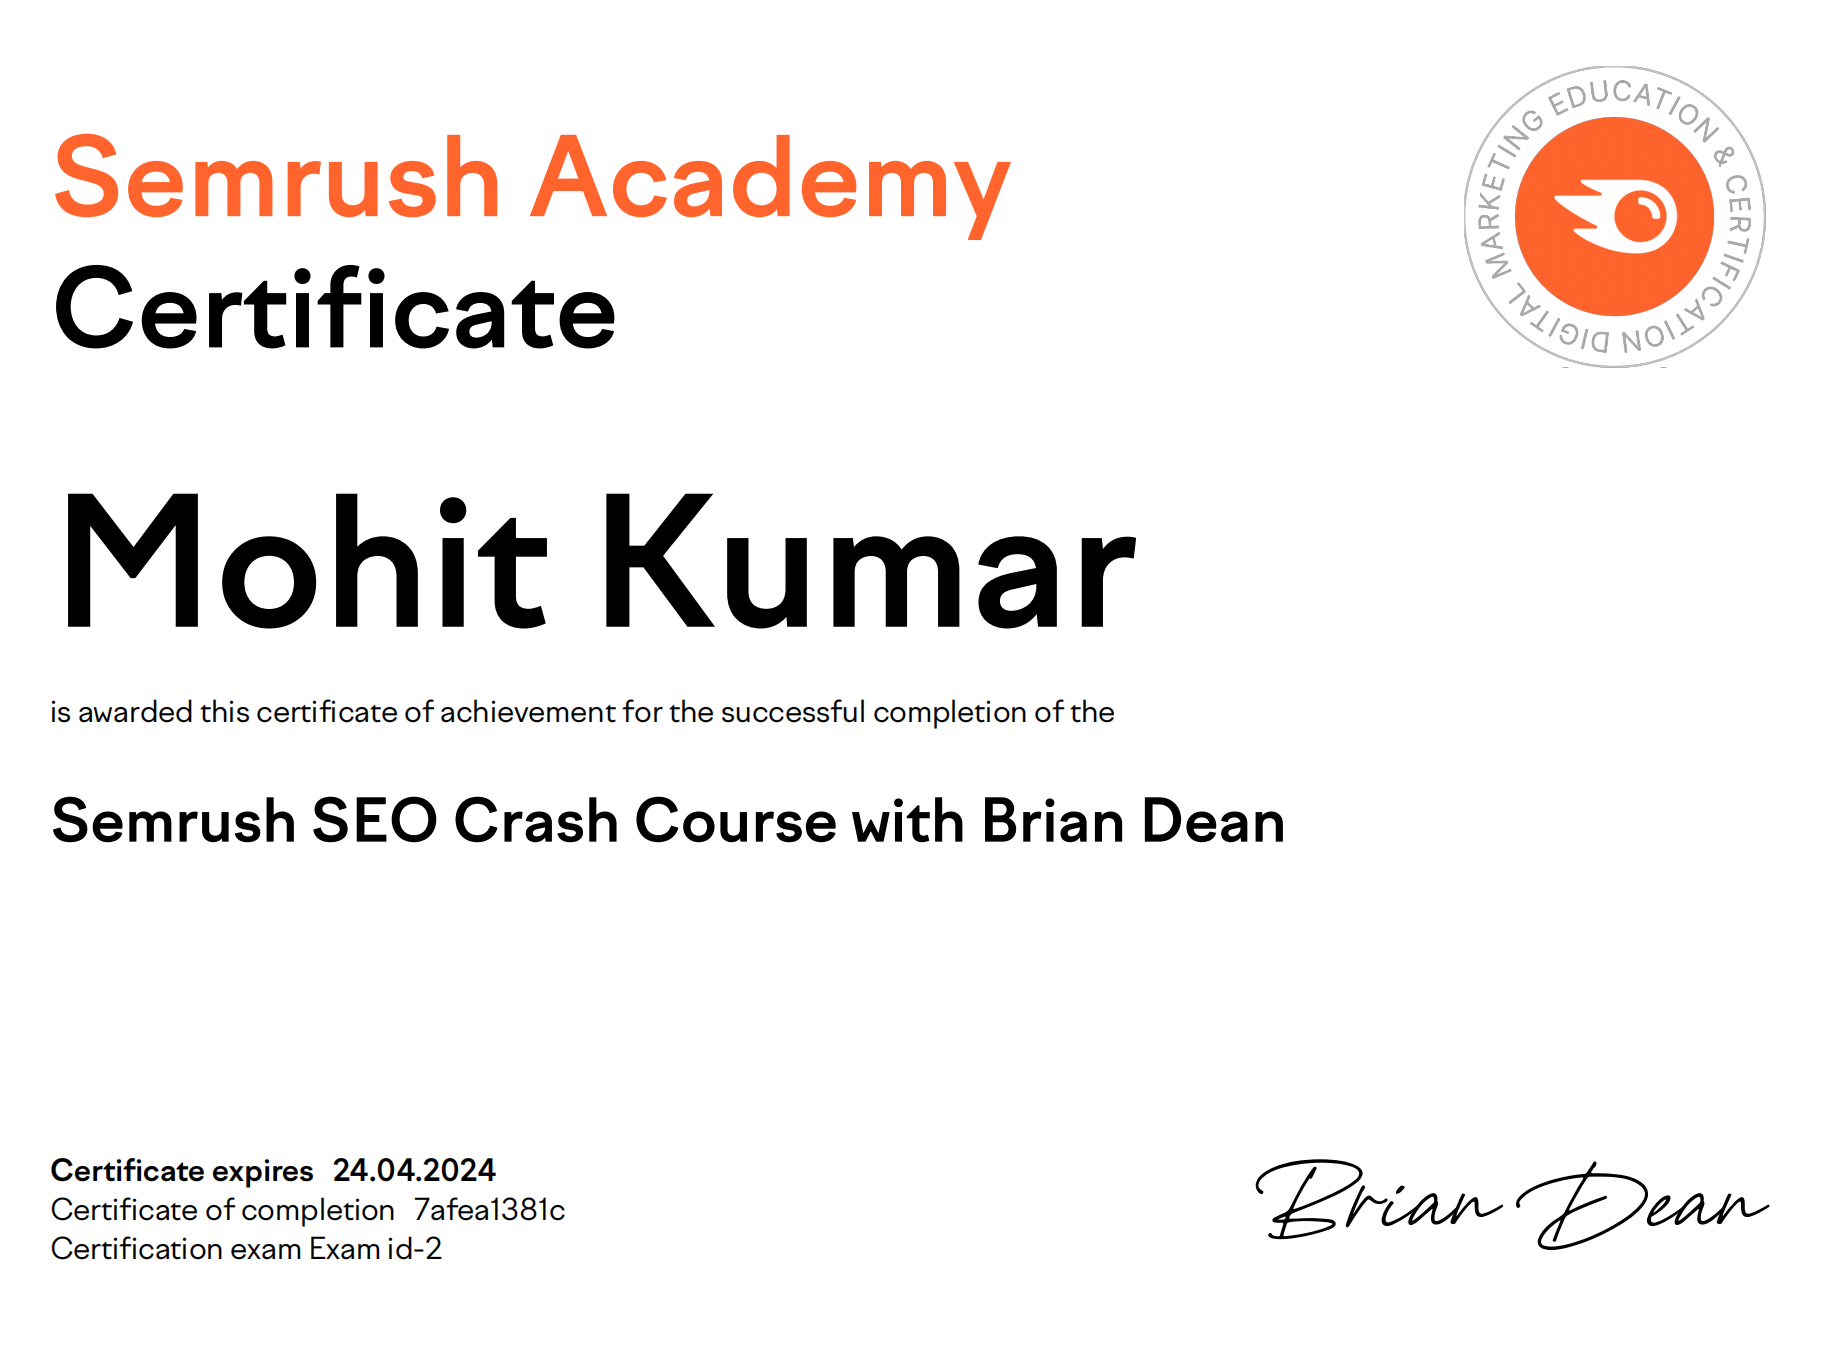 Semrush Academy
Certificate
DIGITAL MARKETING EDUCATION & CERTIFICATION
Mohit Kumar
is awarded this certificate of achievement for the successful completion of the
Semrush SEO Crash Course with Brian Dean
Certificate expires 24.04.2024
Certificate of completion 7afea1381c
Certification exam Exam id-2
Brian Dean